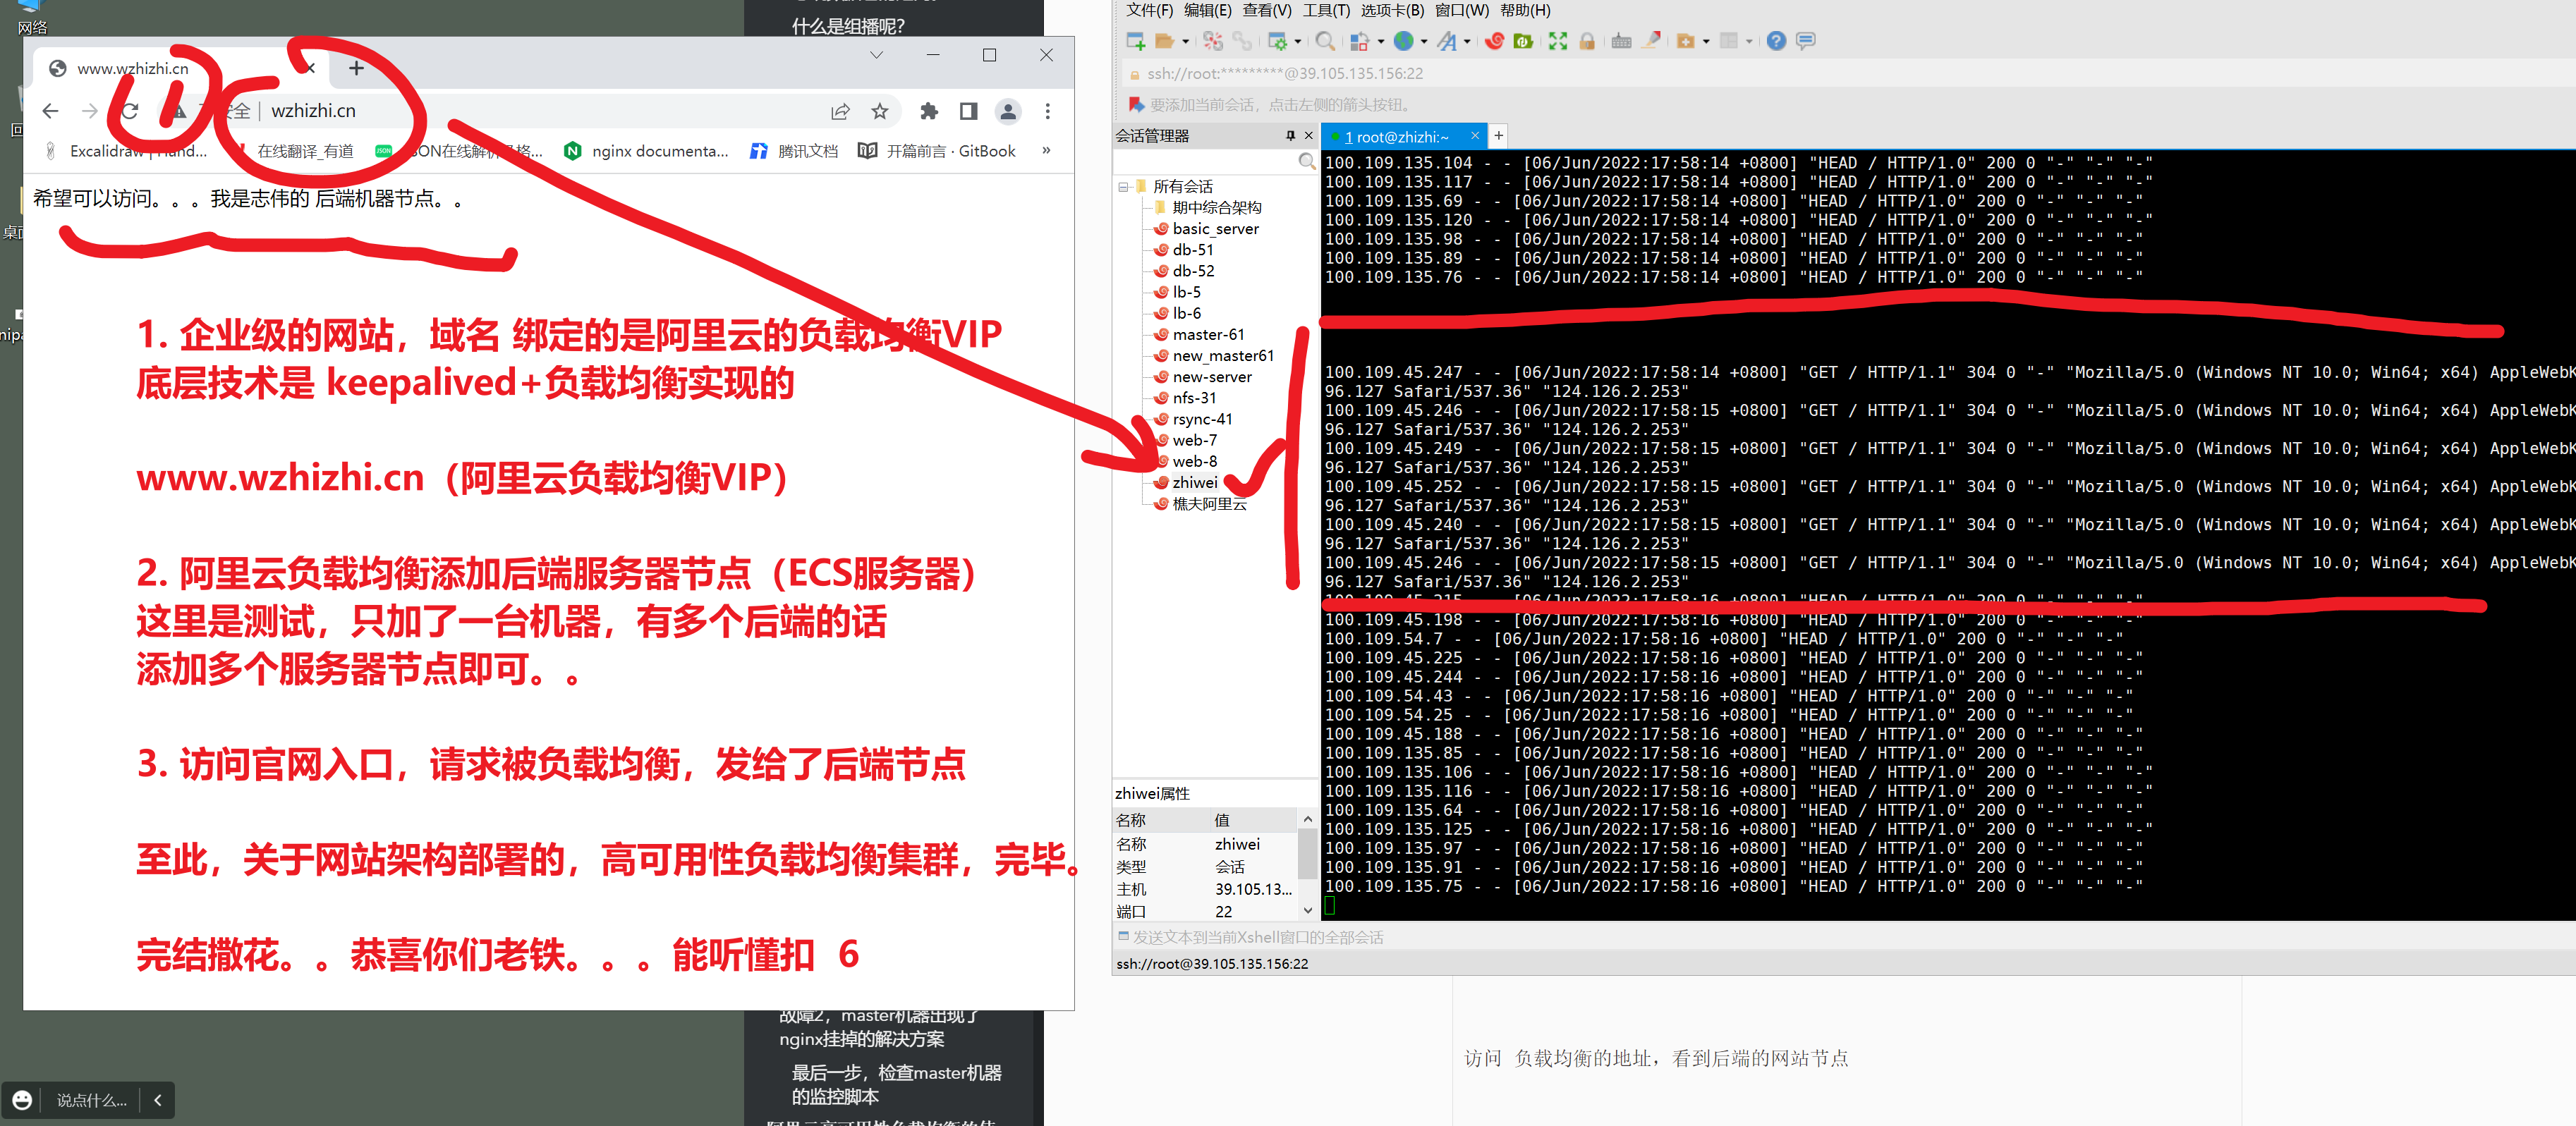 网络
什么是组播呢？
www.wzhizhi.cn
安全 | wzhizhi.cn
Excalidraw | Hand...
在线翻译_有道
nginx documenta...
腾讯文档
开篇前言 · GitBook
»
希望可以访问。。。我是志伟的 后端机器节点。。
1. 企业级的网站，域名 绑定的是阿里云的负载均衡VIP
底层技术是 keepalived+负载均衡实现的
www.wzhizhi.cn（阿里云负载均衡VIP）
2. 阿里云负载均衡添加后端服务器节点（ECS服务器）
这里是测试，只加了一台机器，有多个后端的话
添加多个服务器节点即可。。
3. 访问官网入口，请求被负载均衡，发给了后端节点
至此，关于网站架构部署的，高可用性负载均衡集群，完毕。
完结撒花。。恭喜你们老铁。。。能听懂扣 6
故障2，master机器出现了
nginx挂掉的解决方案
最后一步，检查master机器
的监控脚本
说点什么...
文件(F) 编辑(E) 查看(V) 工具(T) 选项卡(B) 窗口(W) 帮助(H)
ssh://root:*********@39.105.135.156:22
要添加当前会话，点击左侧的箭头按钮。
会话管理器
1 root@zhizhi:~
所有会话
期中综合架构
basic_server
db-51
db-52
lb-5
lb-6
master-61
new_master61
new-server
nfs-31
rsync-41
web-7
web-8
zhiwei
樵夫阿里云
zhiwei属性
名称 值
名称 zhiwei
类型 会话
主机 39.105.13...
端口 22
100.109.135.104 - - [06/Jun/2022:17:58:14 +0800] "HEAD / HTTP/1.0" 200 0 "-" "-" "-"
100.109.135.117 - - [06/Jun/2022:17:58:14 +0800] "HEAD / HTTP/1.0" 200 0 "-" "-" "-"
100.109.135.69 - - [06/Jun/2022:17:58:14 +0800] "HEAD / HTTP/1.0" 200 0 "-" "-" "-"
100.109.135.120 - - [06/Jun/2022:17:58:14 +0800] "HEAD / HTTP/1.0" 200 0 "-" "-" "-"
100.109.135.98 - - [06/Jun/2022:17:58:14 +0800] "HEAD / HTTP/1.0" 200 0 "-" "-" "-"
100.109.135.89 - - [06/Jun/2022:17:58:14 +0800] "HEAD / HTTP/1.0" 200 0 "-" "-" "-"
100.109.135.76 - - [06/Jun/2022:17:58:14 +0800] "HEAD / HTTP/1.0" 200 0 "-" "-" "-"
100.109.45.247 - - [06/Jun/2022:17:58:14 +0800] "GET / HTTP/1.1" 304 0 "-" "Mozilla/5.0 (Windows NT 10.0; Win64; x64) AppleWebK
96.127 Safari/537.36" "124.126.2.253"
100.109.45.246 - - [06/Jun/2022:17:58:15 +0800] "GET / HTTP/1.1" 304 0 "-" "Mozilla/5.0 (Windows NT 10.0; Win64; x64) AppleWebK
96.127 Safari/537.36" "124.126.2.253"
100.109.45.249 - - [06/Jun/2022:17:58:15 +0800] "GET / HTTP/1.1" 304 0 "-" "Mozilla/5.0 (Windows NT 10.0; Win64; x64) AppleWebK
96.127 Safari/537.36" "124.126.2.253"
100.109.45.252 - - [06/Jun/2022:17:58:15 +0800] "GET / HTTP/1.1" 304 0 "-" "Mozilla/5.0 (Windows NT 10.0; Win64; x64) AppleWebK
96.127 Safari/537.36" "124.126.2.253"
100.109.45.240 - - [06/Jun/2022:17:58:15 +0800] "GET / HTTP/1.1" 304 0 "-" "Mozilla/5.0 (Windows NT 10.0; Win64; x64) AppleWebK
96.127 Safari/537.36" "124.126.2.253"
100.109.45.246 - - [06/Jun/2022:17:58:15 +0800] "GET / HTTP/1.1" 304 0 "-" "Mozilla/5.0 (Windows NT 10.0; Win64; x64) AppleWebK
96.127 Safari/537.36" "124.126.2.253"
100.109.45.215 - - [06/Jun/2022:17:58:16 +0800] "HEAD / HTTP/1.0" 200 0 "-" "-" "-"
100.109.45.198 - - [06/Jun/2022:17:58:16 +0800] "HEAD / HTTP/1.0" 200 0 "-" "-" "-"
100.109.54.7 - - [06/Jun/2022:17:58:16 +0800] "HEAD / HTTP/1.0" 200 0 "-" "-" "-"
100.109.45.225 - - [06/Jun/2022:17:58:16 +0800] "HEAD / HTTP/1.0" 200 0 "-" "-" "-"
100.109.45.244 - - [06/Jun/2022:17:58:16 +0800] "HEAD / HTTP/1.0" 200 0 "-" "-" "-"
100.109.54.43 - - [06/Jun/2022:17:58:16 +0800] "HEAD / HTTP/1.0" 200 0 "-" "-" "-"
100.109.54.25 - - [06/Jun/2022:17:58:16 +0800] "HEAD / HTTP/1.0" 200 0 "-" "-" "-"
100.109.45.188 - - [06/Jun/2022:17:58:16 +0800] "HEAD / HTTP/1.0" 200 0 "-" "-" "-"
100.109.135.85 - - [06/Jun/2022:17:58:16 +0800] "HEAD / HTTP/1.0" 200 0 "-" "-" "-"
100.109.135.106 - - [06/Jun/2022:17:58:16 +0800] "HEAD / HTTP/1.0" 200 0 "-" "-" "-"
100.109.135.116 - - [06/Jun/2022:17:58:16 +0800] "HEAD / HTTP/1.0" 200 0 "-" "-" "-"
100.109.135.64 - - [06/Jun/2022:17:58:16 +0800] "HEAD / HTTP/1.0" 200 0 "-" "-" "-"
100.109.135.125 - - [06/Jun/2022:17:58:16 +0800] "HEAD / HTTP/1.0" 200 0 "-" "-" "-"
100.109.135.97 - - [06/Jun/2022:17:58:16 +0800] "HEAD / HTTP/1.0" 200 0 "-" "-" "-"
100.109.135.91 - - [06/Jun/2022:17:58:16 +0800] "HEAD / HTTP/1.0" 200 0 "-" "-" "-"
100.109.135.75 - - [06/Jun/2022:17:58:16 +0800] "HEAD / HTTP/1.0" 200 0 "-" "-" "-"
发送文本到当前Xshell窗口的全部会话
ssh://root@39.105.135.156:22
访问 负载均衡的地址，看到后端的网站节点